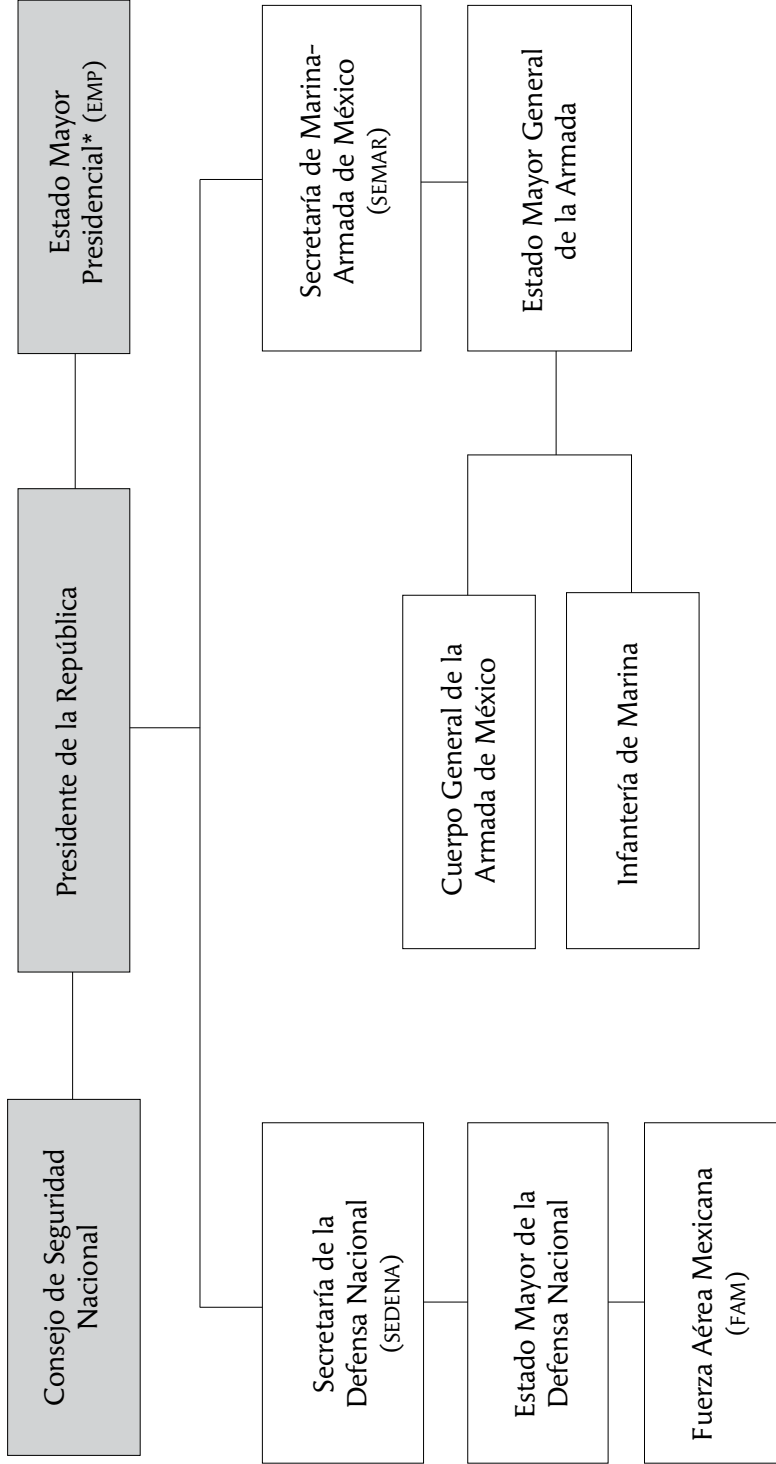 Consejo de Seguridad
Nacional
Presidente de la República
Estado Mayor
Presidencial* (EMP)
Secretaría de la
Defensa Nacional
(SEDENA)
Secretaría de Marina-
Armada de México
(SEMAR)
Estado Mayor de la
Defensa Nacional
Estado Mayor General
de la Armada
Fuerza Aérea Mexicana
(FAM)
Cuerpo General de la
Armada de México
Infantería de Marina